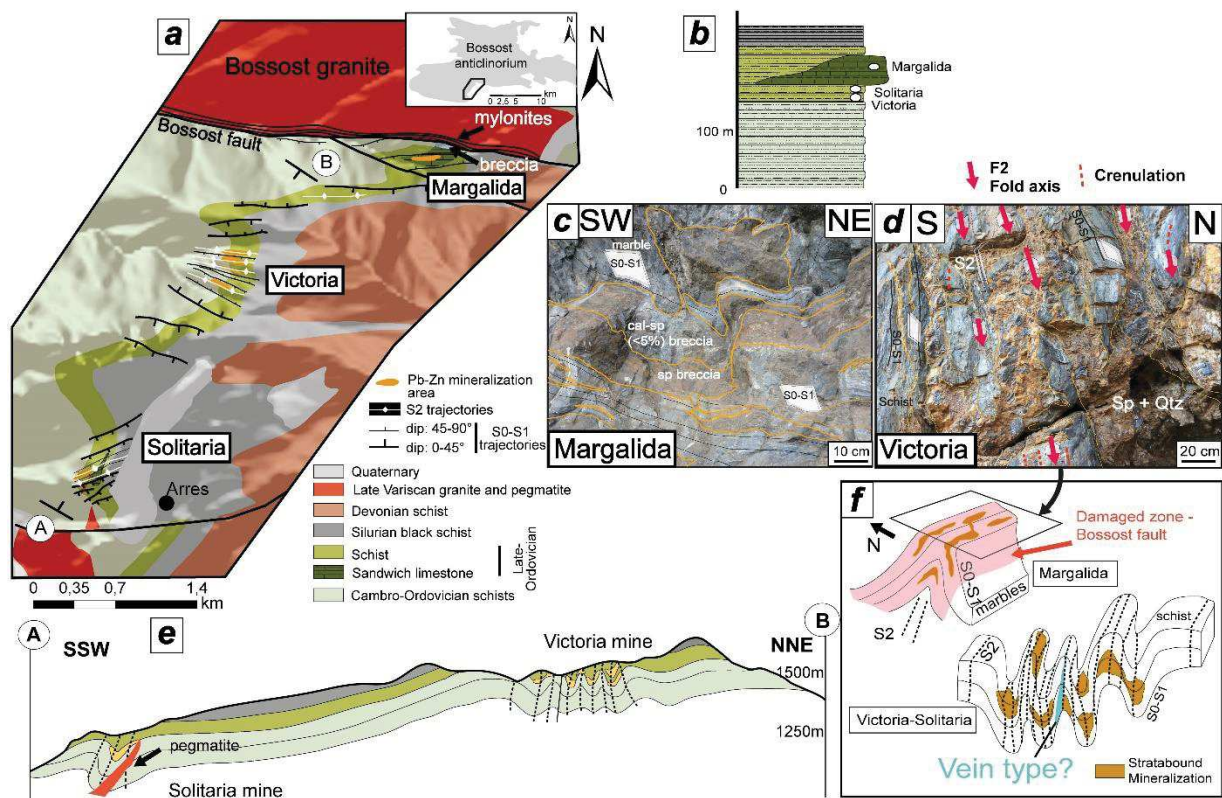 a
Bossost granite
N
Bossost
anticlinorium
0 2,5 5 10
km
N
mylonites
Bossost fault
B
breccia
Margalida
Victoria
Solitaria
Arres
A
0 0,35 0,7 1,4
km
Pb-Zn mineralization
area
S2 trajectories
dip: 45-90°
dip: 0-45°
S0-S1
trajectories
Quaternary
Late Variscan granite and pegmatite
Devonian schist
Silurian black schist
Schist
Sandwich limestone
Cambro-Ordovician schists
Late-
Ordovician
b
Margalida
Solitaria
Victoria
100 m
0
F2
Fold axis
Crenulation
c SW
NE
marble
S0-S1
cal-sp
(<5%) breccia
sp breccia
S0-S1
Margalida
10 cm
d S
N
S0-S1
S2
S0-S1
Schist
Sp + Qtz
Victoria
20 cm
A
SSW
e
Victoria mine
B
NNE
1500m
1250m
pegmatite
Solitaria mine
f
N
Damaged zone -
Bossost fault
S0-S1
Margalida
marbles
S2
schist
S2
S0-S1
Victoria-Solitaria
Vein type?
Stratabound
Mineralization